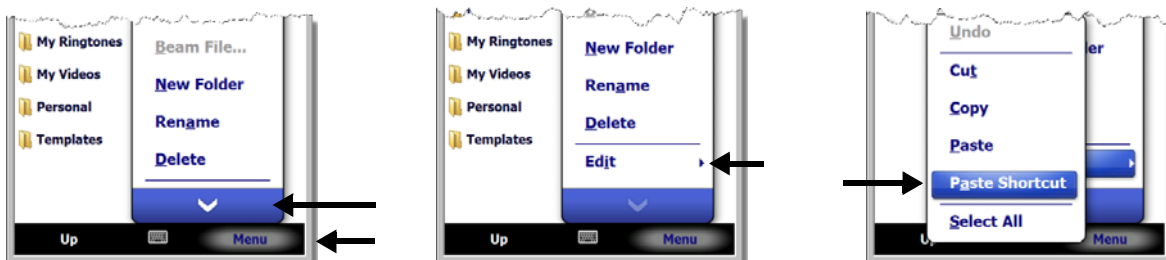 My Ringtones
My Videos
Personal
Templates
Beam File...
New Folder
Rename
Delete
Up
Menu
My Ringtones
My Videos
Personal
Templates
New Folder
Rename
Delete
Edit
Up
Menu
Undo
Cut
Copy
Paste
Paste Shortcut
Select All
er
U
Menu